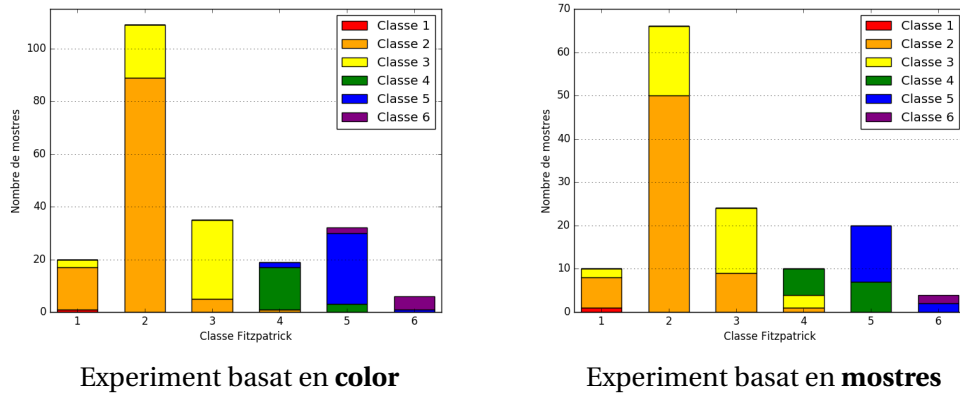 Nombre de mostres
100
80
60
40
20
0
1 2 3 4 5 6
Classe Fitzpatrick
Classe 1
Classe 2
Classe 3
Classe 4
Classe 5
Classe 6
Experiment basat en color
Nombre de mostres
70
60
50
40
30
20
10
0
1 2 3 4 5 6
Classe Fitzpatrick
Classe 1
Classe 2
Classe 3
Classe 4
Classe 5
Classe 6
Experiment basat en mostres